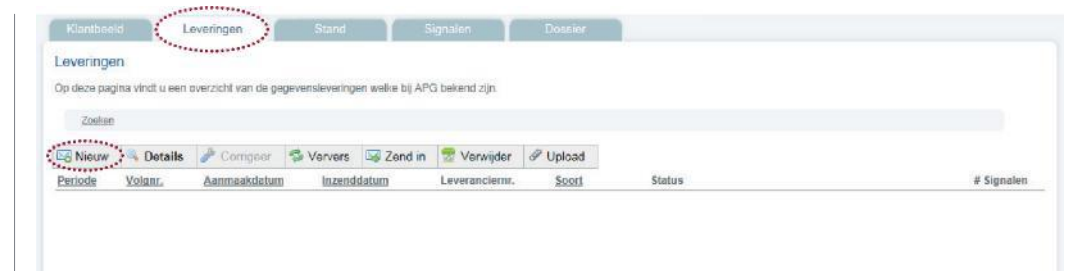 Klantbeeld Leveringen Stand Signalen Dossier
Leveringen
Op deze pagina vindt u een overzicht van de gegevensleveringen welke bij APG bekend zijn.
Zoeken
Nieuw Details Corrigeer Ververs Zend in Verwijder Upload
Periode Volgnr. Aanmaakdatum Inzenddatum Leveranciernr. Soort Status # Signalen